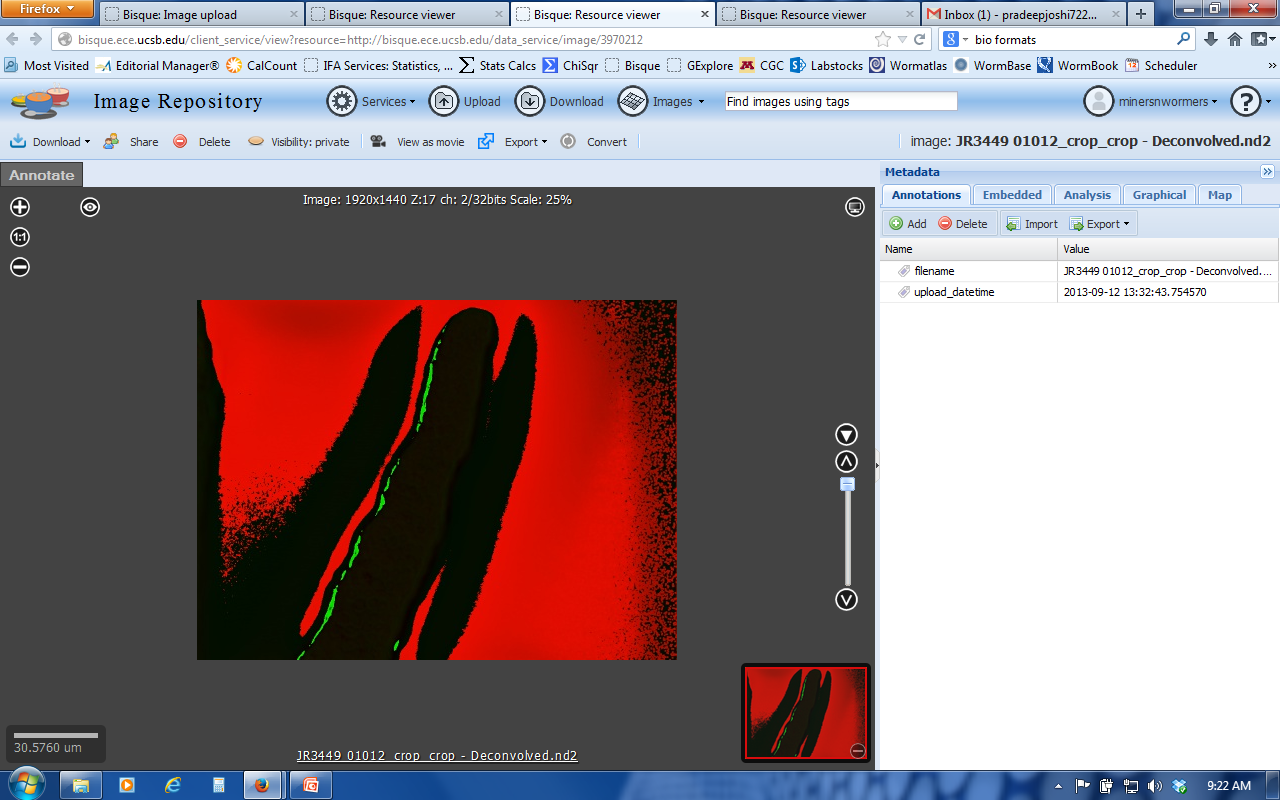 Firefox
Bisque: Image upload
Bisque: Resource viewer
Bisque: Resource viewer
Bisque: Resource viewer
Inbox (1) - pradeepjoshi722...
bisque.ece.ucsb.edu/client_service/view?resource=http://bisque.ece.ucsb.edu/data_service/image/3970212
bio formats
Most Visited Editorial Manager® CalCount IFA Services: Statistics, ... Stats Calcs ChiSqr Bisque GExplore CGC Labstocks Wormatlas WormBase WormBook Scheduler »
Image Repository
Services Upload Download Images
Find images using tags
minersnwormers ?
Download Share Delete Visibility: private View as movie Export Convert
image: JR3449 01012_crop_crop - Deconvolved.nd2
Annotate
Image: 1920x1440 Z:17 ch: 2/32bits Scale: 25%
1:1
Metadata
Annotations Embedded Analysis Graphical Map
Add Delete Import Export
Name Value
filename JR3449 01012_crop_crop - Deconvolved....
upload_datetime 2013-09-12 13:32:43.754570
30.5760 um
JR3449 01012_crop_crop - Deconvolved.nd2
9:22 AM